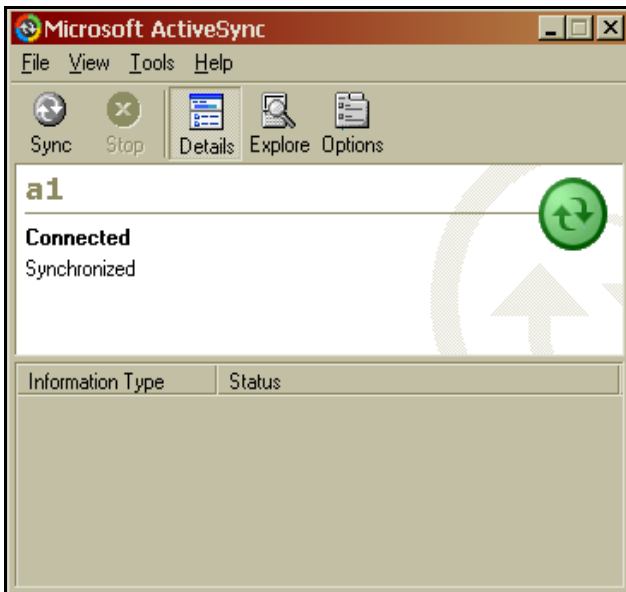 Microsoft ActiveSync
File View Tools Help
Sync Stop Details Explore Options
a1
Connected
Synchronized
Information Type Status